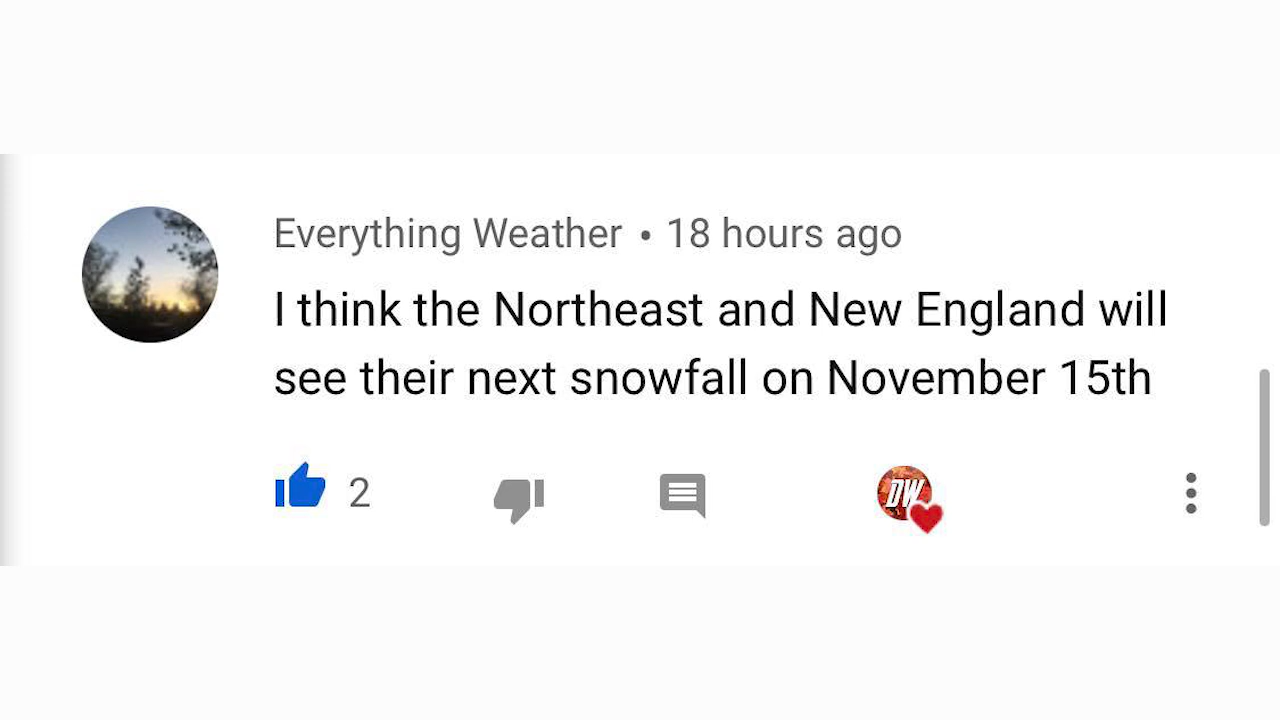 Everything Weather • 18 hours ago
I think the Northeast and New England will
see their next snowfall on November 15th
2
DW